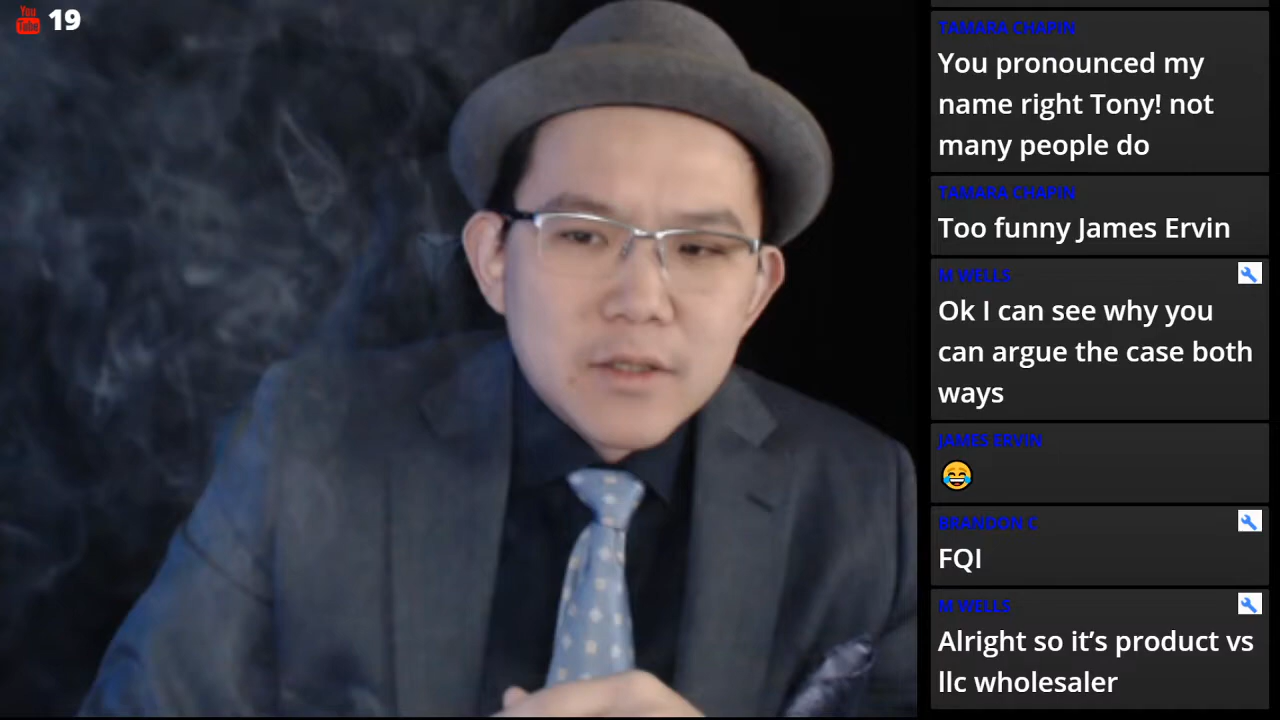 You
Tube 19
TAMARA CHAPIN
You pronounced my
name right Tony! not
many people do
TAMARA CHAPIN
Too funny James Ervin
M WELLS
Ok I can see why you
can argue the case both
ways
JAMES ERVIN
BRANDON C
FQI
M WELLS
Alright so it’s product vs
llc wholesaler